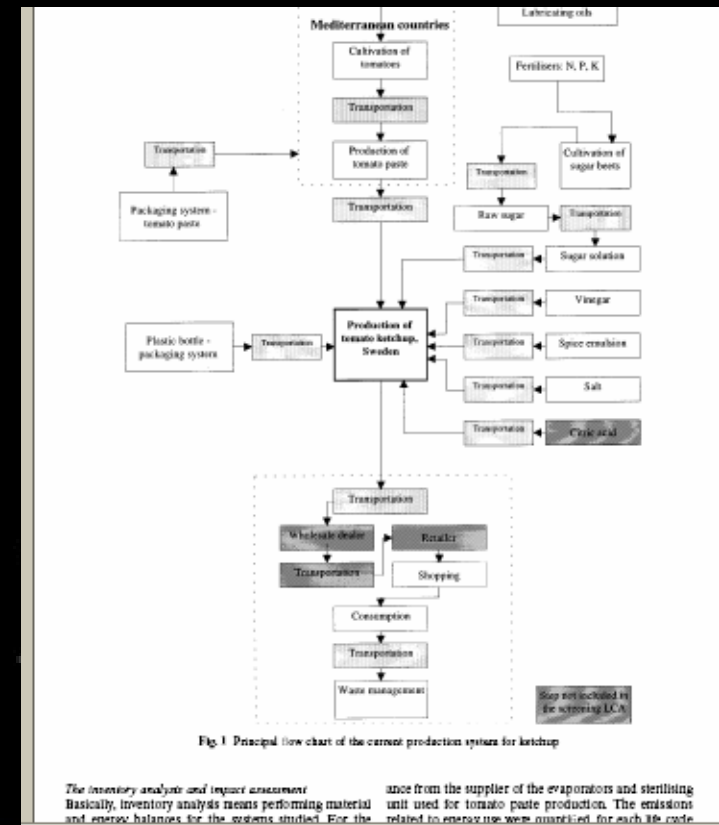 Lubricating oils
Mediterranean countries
Cultivation of
tomatoes
Fertilisers: N, P, K
Transportation
Transportation
Production of
tomato paste
Cultivation of
sugar beets
Transportation
Packaging system -
tomato paste
Transportation
Raw sugar
Transportation
Transportation
Sugar solution
Transportation
Vinegar
Plastic bottle -
packaging system
Transportation
Production of
tomato ketchup,
Sweden
Transportation
Spice emulsion
Transportation
Salt
Transportation
Citric acid
Transportation
Wholesale dealer
Retailer
Transportation
Shopping
Consumption
Transportation
Waste management
Step not included in
the screening LCA
Fig. 1 Principal flow chart of the current production system for ketchup
The inventory analysis and impact assessment
Basically, inventory analysis means performing material
and energy balances for the systems studied. For the
ance from the supplier of the evaporators and sterilising
unit used for tomato paste production. The emissions
related to energy use were quantified for each life cycle